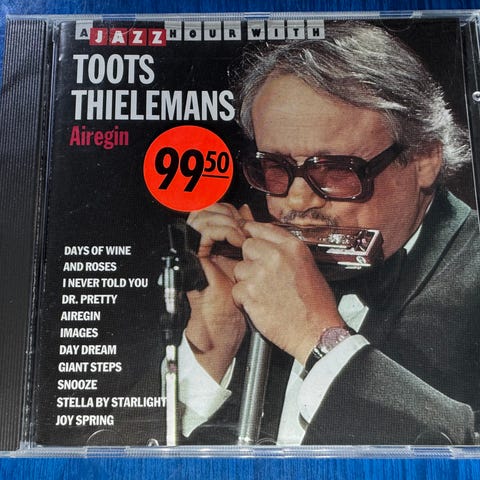 A JAZZ HOUR WITH
TOOTS
THIELEMANS
Airegin
99 50
DAYS OF WINE
AND ROSES
I NEVER TOLD YOU
DR. PRETTY
AIREGIN
IMAGES
DAY DREAM
GIANT STEPS
SNOOZE
STELLA BY STARLIGHT
JOY SPRING